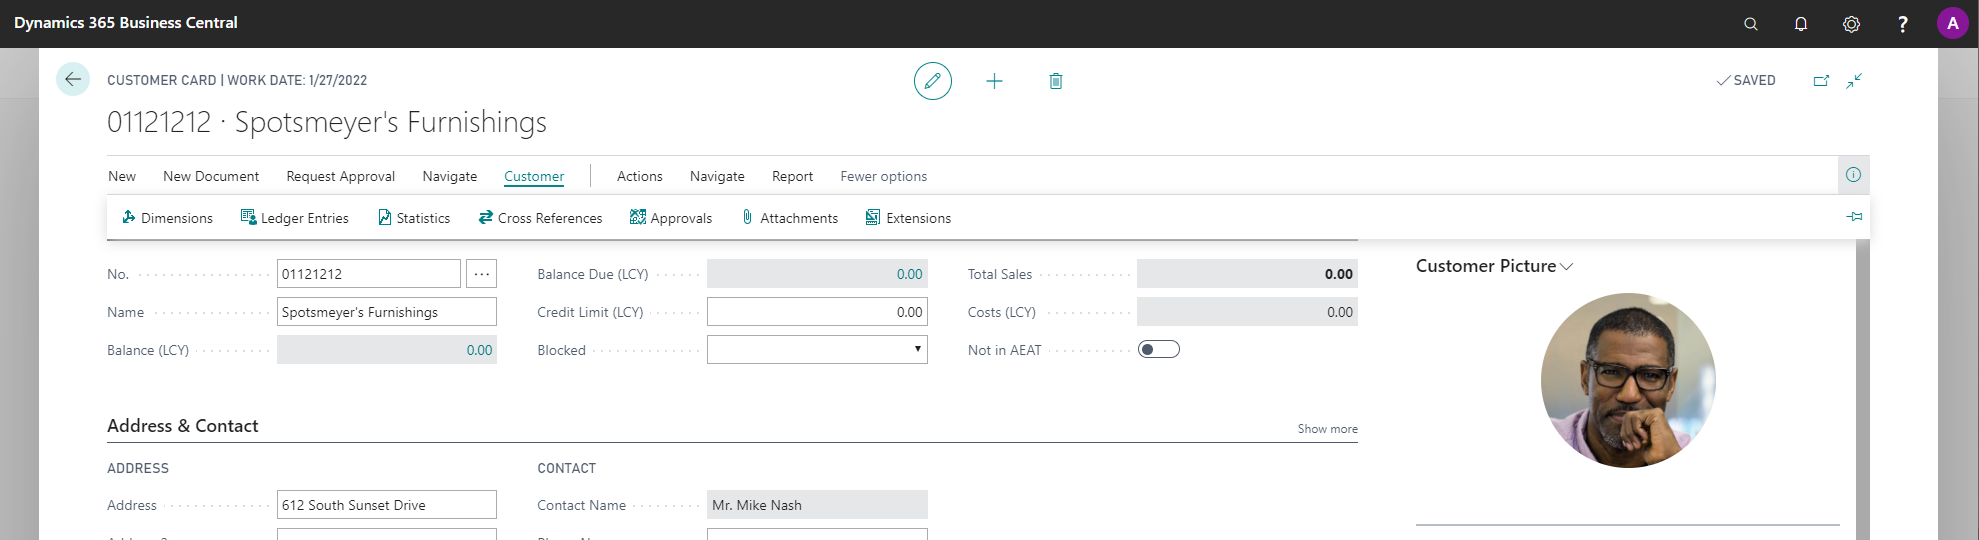 Dynamics 365 Business Central
A
CUSTOMER CARD | WORK DATE: 1/27/2022
SAVED
01121212 · Spotsmeyer's Furnishings
New New Document Request Approval Navigate Customer Actions Navigate Report Fewer options
Dimensions Ledger Entries Statistics Cross References Approvals Attachments Extensions
No. 01121212 ... Balance Due (LCY) 0.00 Total Sales 0.00 Customer Picture
Name Spotsmeyer's Furnishings Credit Limit (LCY) 0.00 Costs (LCY) 0.00
Balance (LCY) 0.00 Blocked Not in AEAT
Address & Contact Show more
ADDRESS CONTACT
Address 612 South Sunset Drive Contact Name Mr. Mike Nash